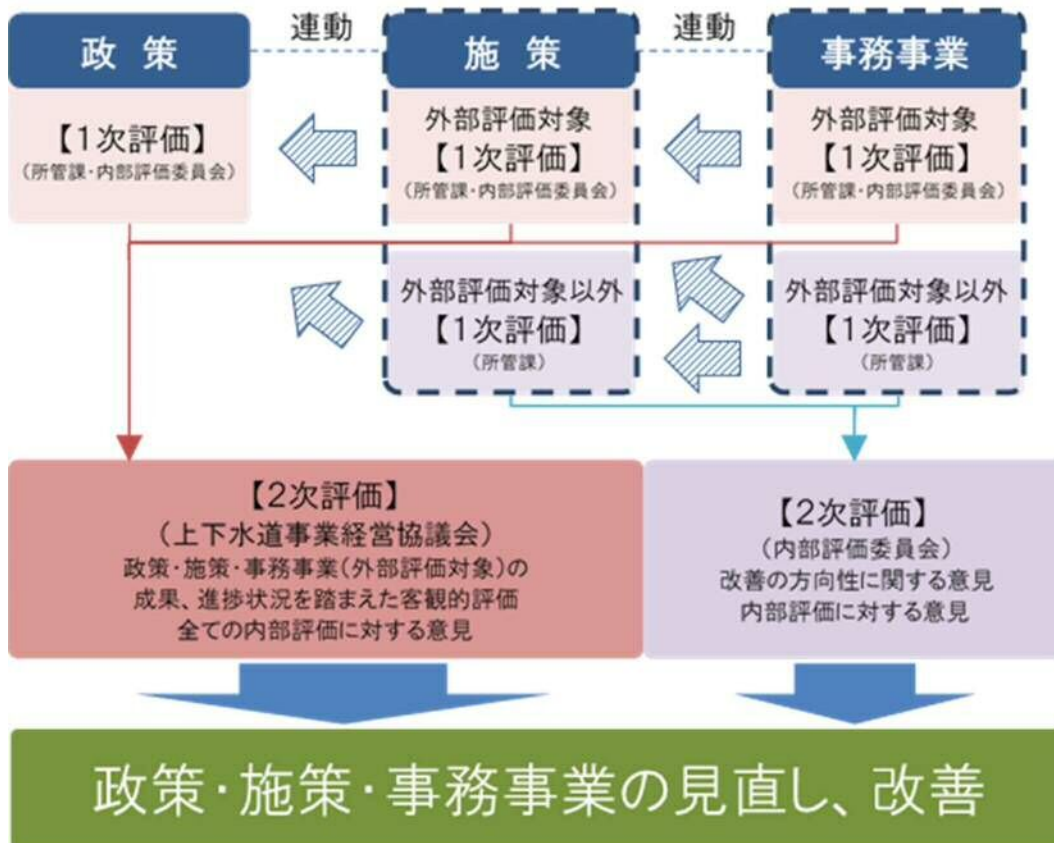 連動
連動
政 策
施 策
事務事業
【1次評価】
(所管課・内部評価委員会)
外部評価対象
【1次評価】
(所管課・内部評価委員会)
外部評価対象
【1次評価】
(所管課・内部評価委員会)
外部評価対象以外
【1次評価】
(所管課)
外部評価対象以外
【1次評価】
(所管課)
【2次評価】
(上下水道事業経営協議会)
政策・施策・事務事業(外部評価対象)の
成果、進捗状況を踏まえた客観的評価
全ての内部評価に対する意見
【2次評価】
(内部評価委員会)
改善の方向性に関する意見
内部評価に対する意見
政策・施策・事務事業の見直し、改善